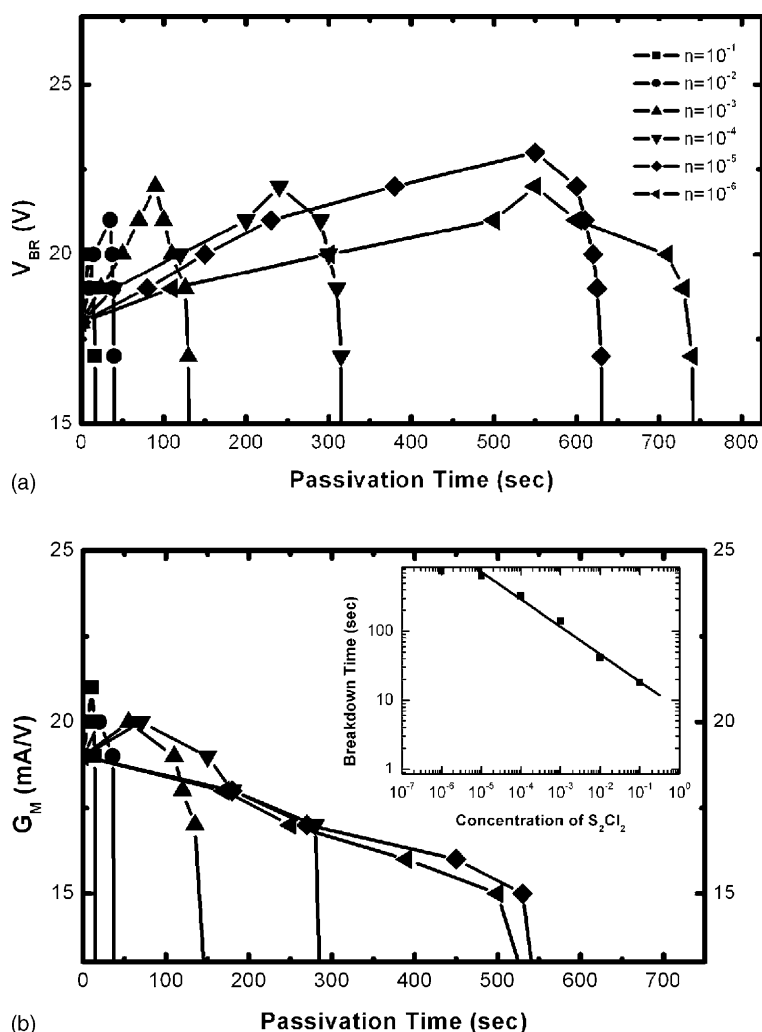 25
20
15
V_BR (V)
n=10⁻¹
n=10⁻²
n=10⁻³
n=10⁻⁴
n=10⁻⁵
n=10⁻⁶
0 100 200 300 400 500 600 700 800
Passivation Time (sec)
(a)
25
20
15
G_M (mA/V)
25
20
15
Breakdown Time (sec)
100
10
1
10⁻⁷ 10⁻⁶ 10⁻⁵ 10⁻⁴ 10⁻³ 10⁻² 10⁻¹ 10⁰
Concentration of S₂Cl₂
0 100 200 300 400 500 600 700
Passivation Time (sec)
(b)